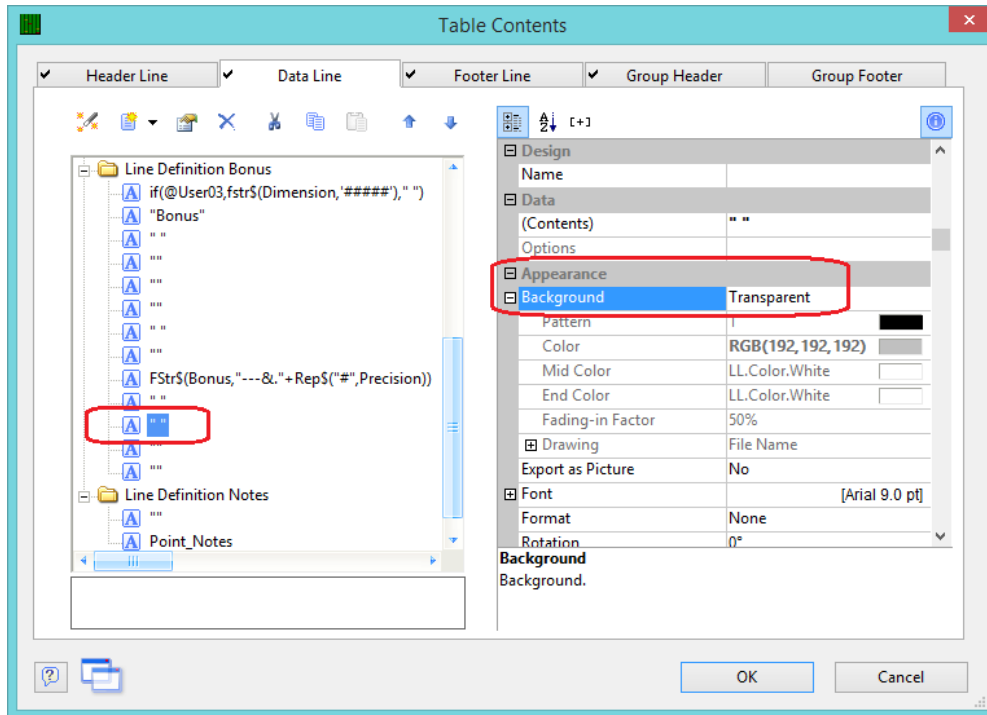 Table Contents
Header Line
Data Line
Footer Line
Group Header
Group Footer
Line Definition Bonus
if(@User03,fstr$(Dimension,'#####')," ")
"Bonus"
" "
""
""
""
" "
""
FStr$(Bonus,"---&."+Rep$("#",Precision))
" "
" "
""
""
Line Definition Notes
""
Point_Notes
[+]
Design
Name
Data
(Contents) " "
Options
Appearance
Background Transparent
Pattern 1
Color RGB(192, 192, 192)
Mid Color LL.Color.White
End Color LL.Color.White
Fading-in Factor 50%
Drawing File Name
Export as Picture No
Font [Arial 9.0 pt]
Format None
Rotation 0°
Background
Background.
OK
Cancel